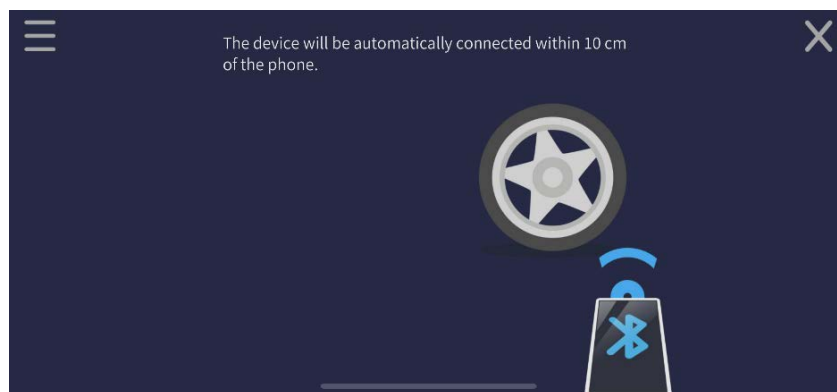 The device will be automatically connected within 10 cm
of the phone.